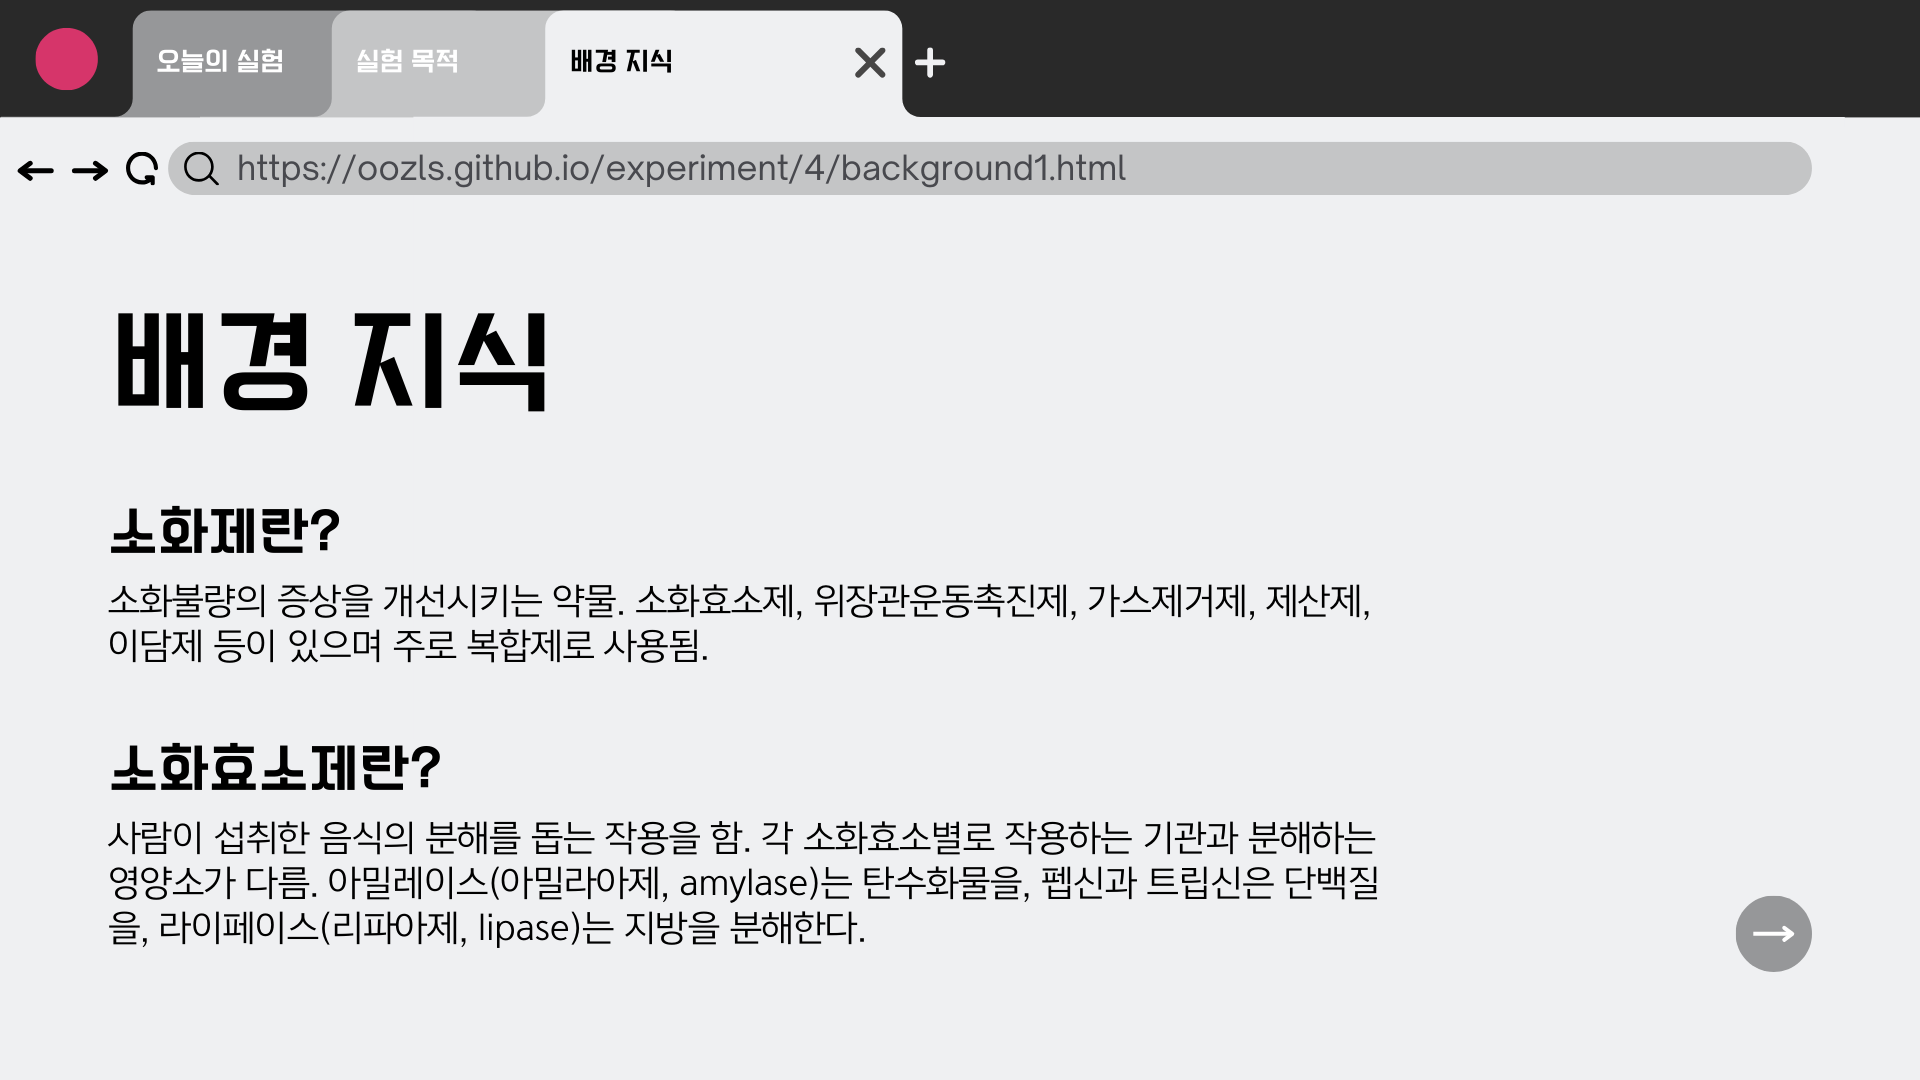 오늘의 실험
실험 목적
배경 지식
https://oozls.github.io/experiment/4/background1.html
배경 지식
소화제란?
소화불량의 증상을 개선시키는 약물. 소화효소제, 위장관운동촉진제, 가스제거제, 제산제,
이담제 등이 있으며 주로 복합제로 사용됨.
소화효소제란?
사람이 섭취한 음식의 분해를 돕는 작용을 함. 각 소화효소별로 작용하는 기관과 분해하는
영양소가 다름. 아밀레이스(아밀라아제, amylase)는 탄수화물을, 펩신과 트립신은 단백질
을, 라이페이스(리파아제, lipase)는 지방을 분해한다.